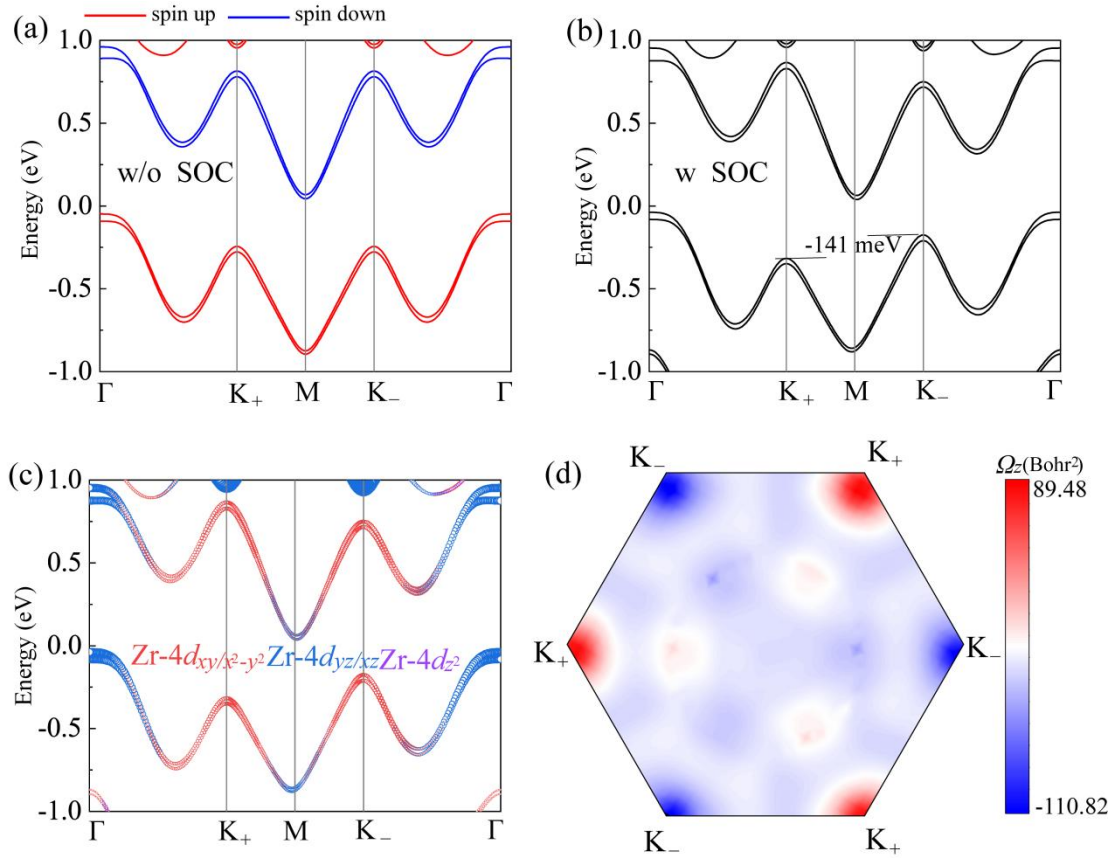 (a)
spin up
spin down
1.0
0.5
0.0
-0.5
-1.0
Energy (eV)
w/o SOC
Γ
K₊
M
K₋
Γ
(b)
1.0
0.5
0.0
-0.5
-1.0
Energy (eV)
w SOC
-141 meV
Γ
K₊
M
K₋
Γ
(c)
1.0
0.5
0.0
-0.5
-1.0
Energy (eV)
Zr-4dxy/x²-y² Zr-4dyz/xz Zr-4dz²
Γ
K₊
M
K₋
Γ
(d)
K₋
K₊
K₊
K₋
K₋
K₊
Ωz(Bohr²)
89.48
-110.82